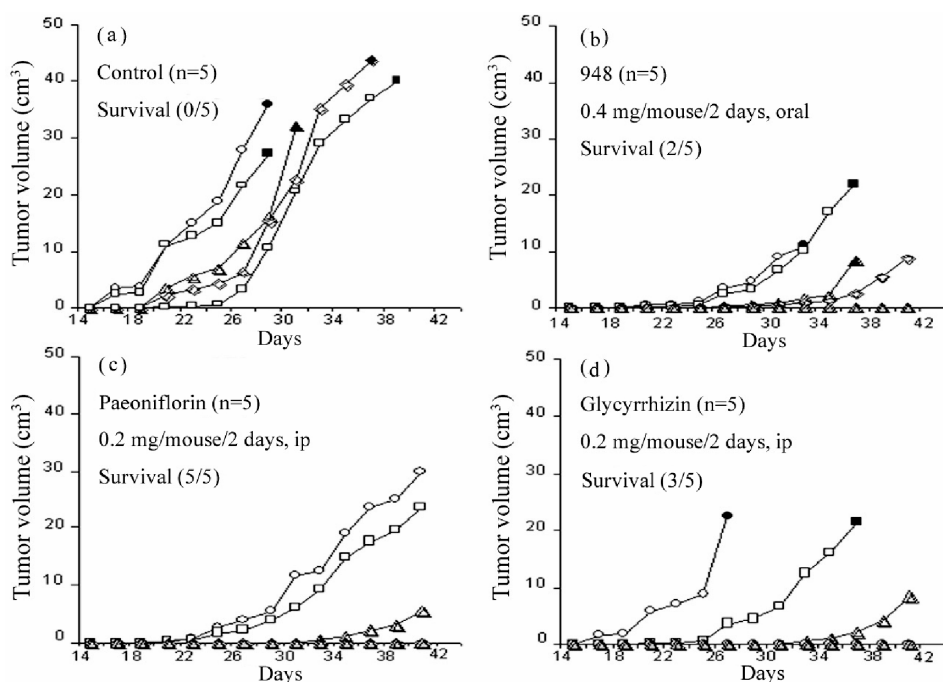 (a)
Control (n=5)
Survival (0/5)
Tumor volume (cm³)
50
40
30
20
10
0
14 18 22 26 30 34 38 42
Days
(b)
948 (n=5)
0.4 mg/mouse/2 days, oral
Survival (2/5)
Tumor volume (cm³)
50
40
30
20
10
0
14 18 22 26 30 34 38 42
Days
(c)
Paeoniflorin (n=5)
0.2 mg/mouse/2 days, ip
Survival (5/5)
Tumor volume (cm³)
50
40
30
20
10
0
14 18 22 26 30 34 38 42
Days
(d)
Glycyrrhizin (n=5)
0.2 mg/mouse/2 days, ip
Survival (3/5)
Tumor volume (cm³)
50
40
30
20
10
0
14 18 22 26 30 34 38 42
Days